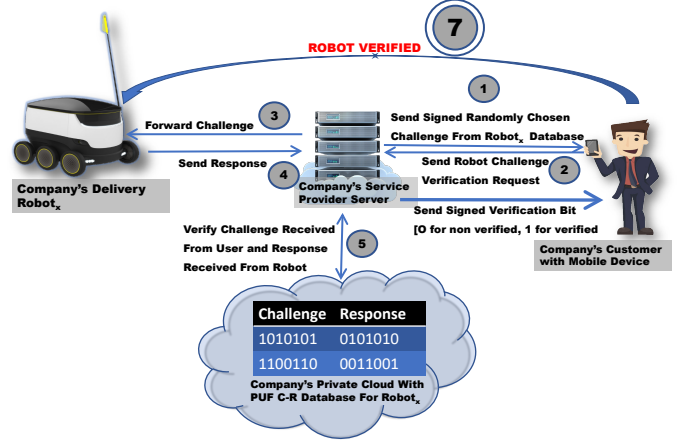 7
ROBOT VERIFIED
1
3
Forward Challenge
Send Signed Randomly Chosen
Challenge From Robotx Database
Send Response
4
Send Robot Challenge
Verification Request
2
Company's Delivery
Robotx
Company's Service
Provider Server
Send Signed Verification Bit
[O for non verified, 1 for verified
Company's Customer
with Mobile Device
Verify Challenge Received
From User and Response
Received From Robot
5
Challenge Response
1010101 0101010
1100110 0011001
Company's Private Cloud With
PUF C-R Database For Robotx